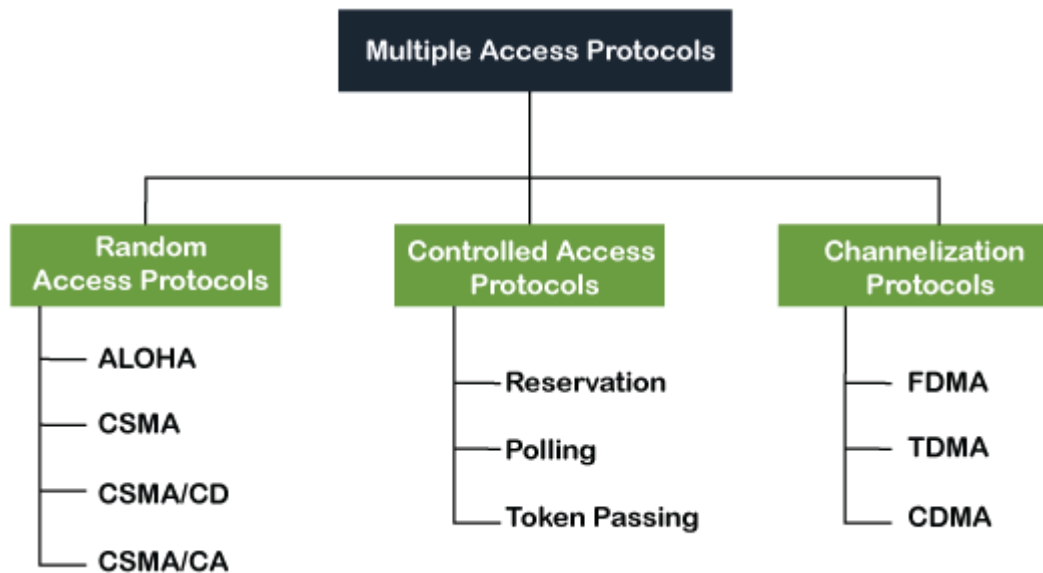 Multiple Access Protocols
Random
Access Protocols
ALOHA
CSMA
CSMA/CD
CSMA/CA
Controlled Access
Protocols
Reservation
Polling
Token Passing
Channelization
Protocols
FDMA
TDMA
CDMA